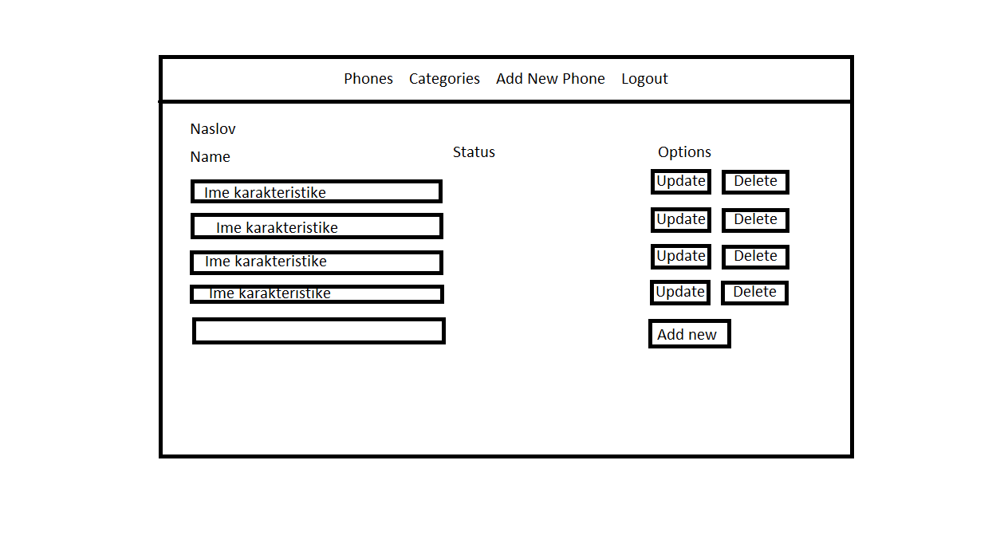 Phones Categories Add New Phone Logout
Naslov
Name Status Options
Ime karakteristike Update Delete
Ime karakteristike Update Delete
Ime karakteristike Update Delete
Ime karakteristike Update Delete
Add new